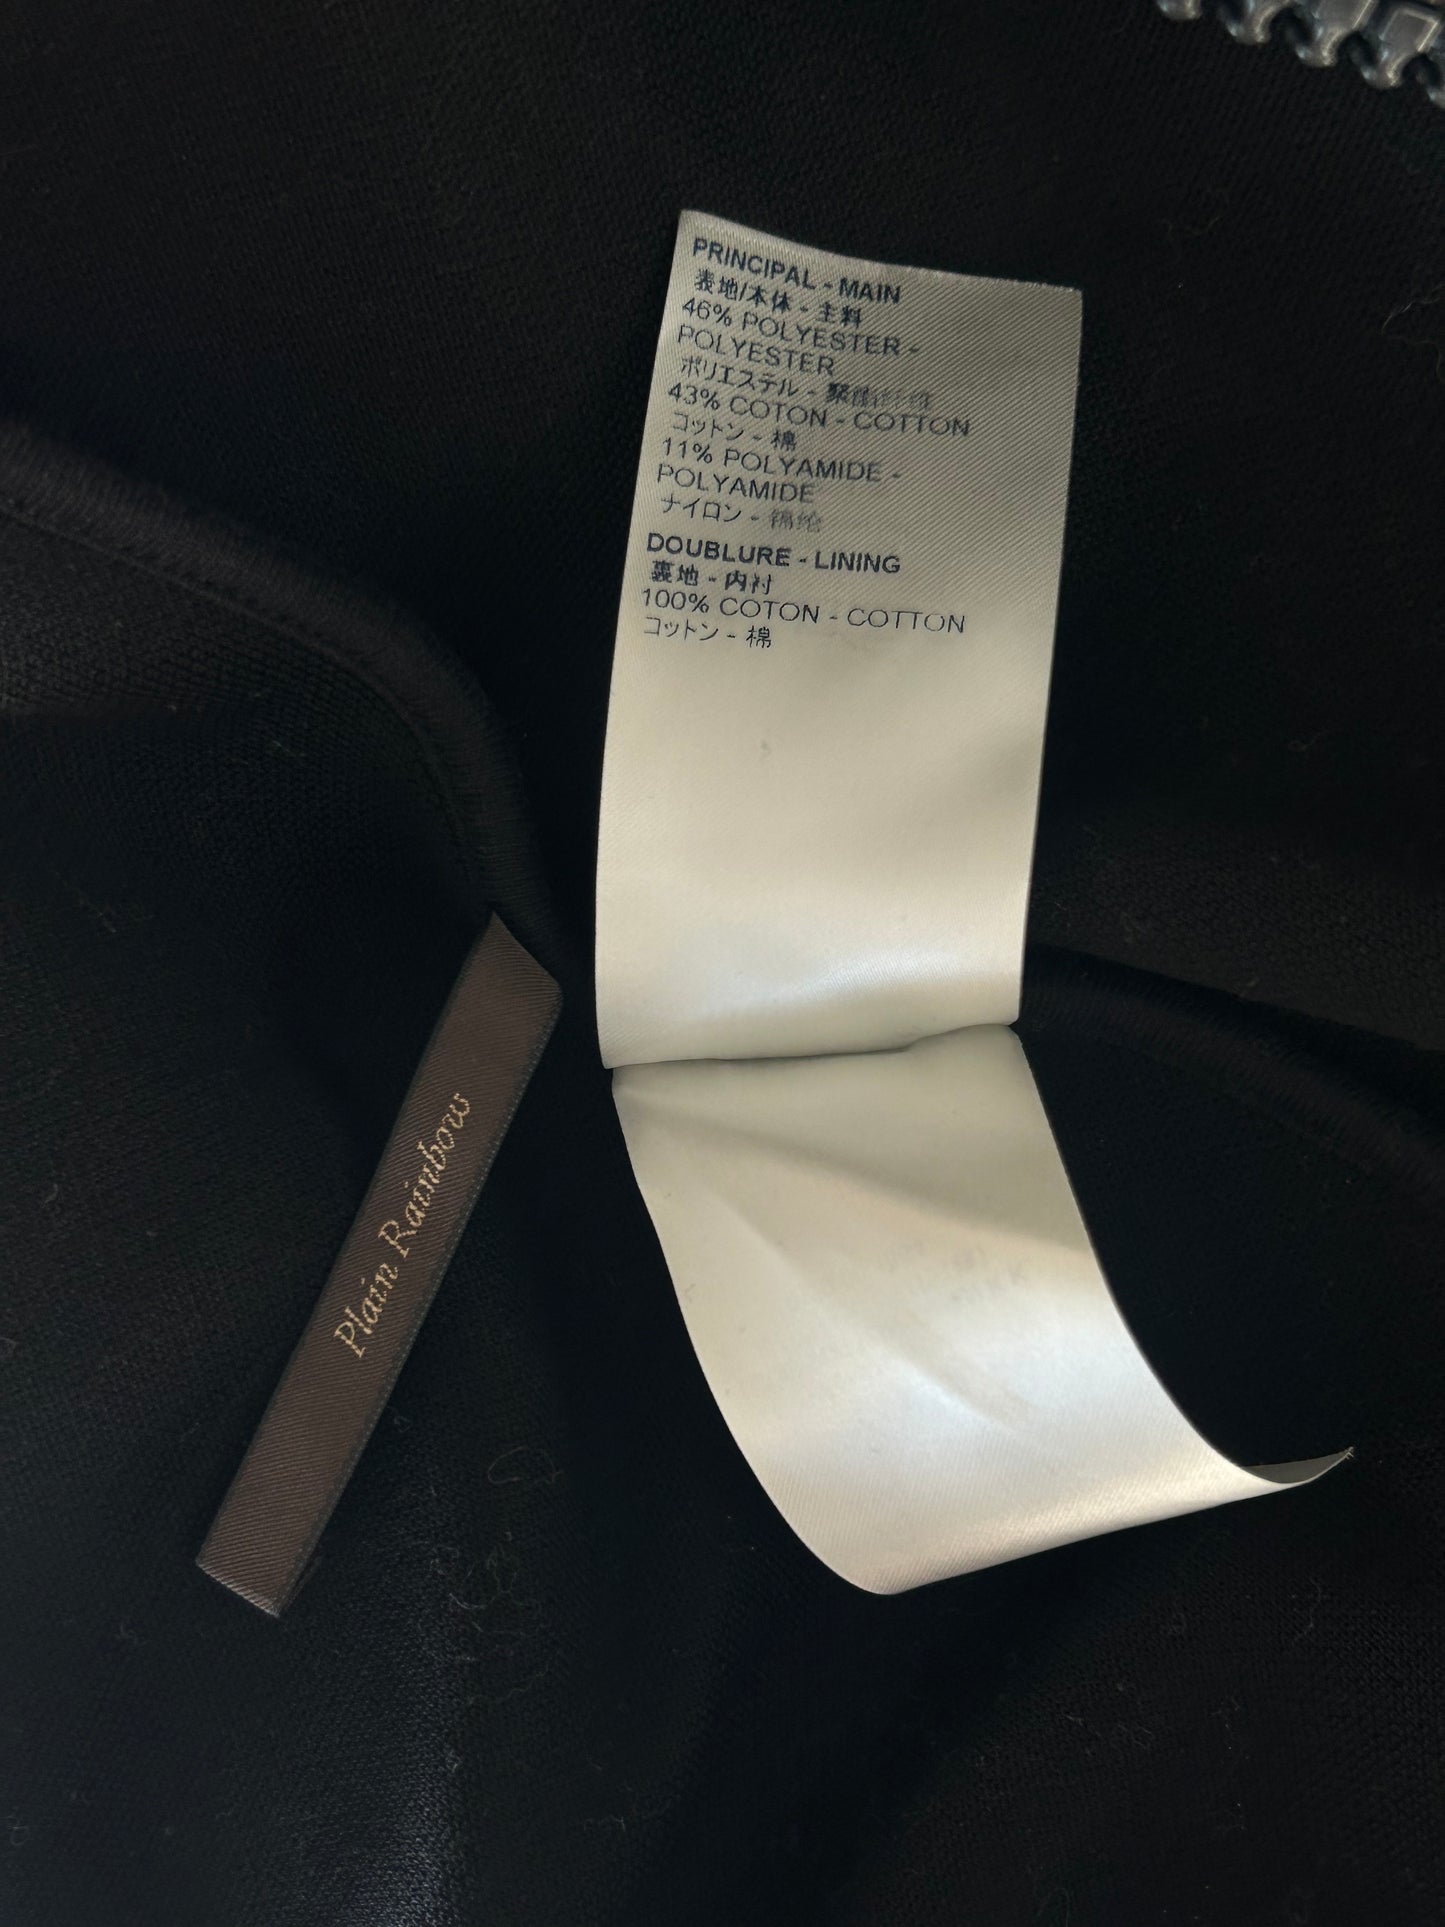 PRINCIPAL - MAIN
表地/本体 - 主料
46% POLYESTER -
POLYESTER
ポリエステル - 聚酯纤维
43% COTON - COTTON
コットン - 棉
11% POLYAMIDE -
POLYAMIDE
ナイロン - 锦纶
DOUBLURE - LINING
裏地 - 内衬
100% COTON - COTTON
コットン - 棉
Plain Rainbow